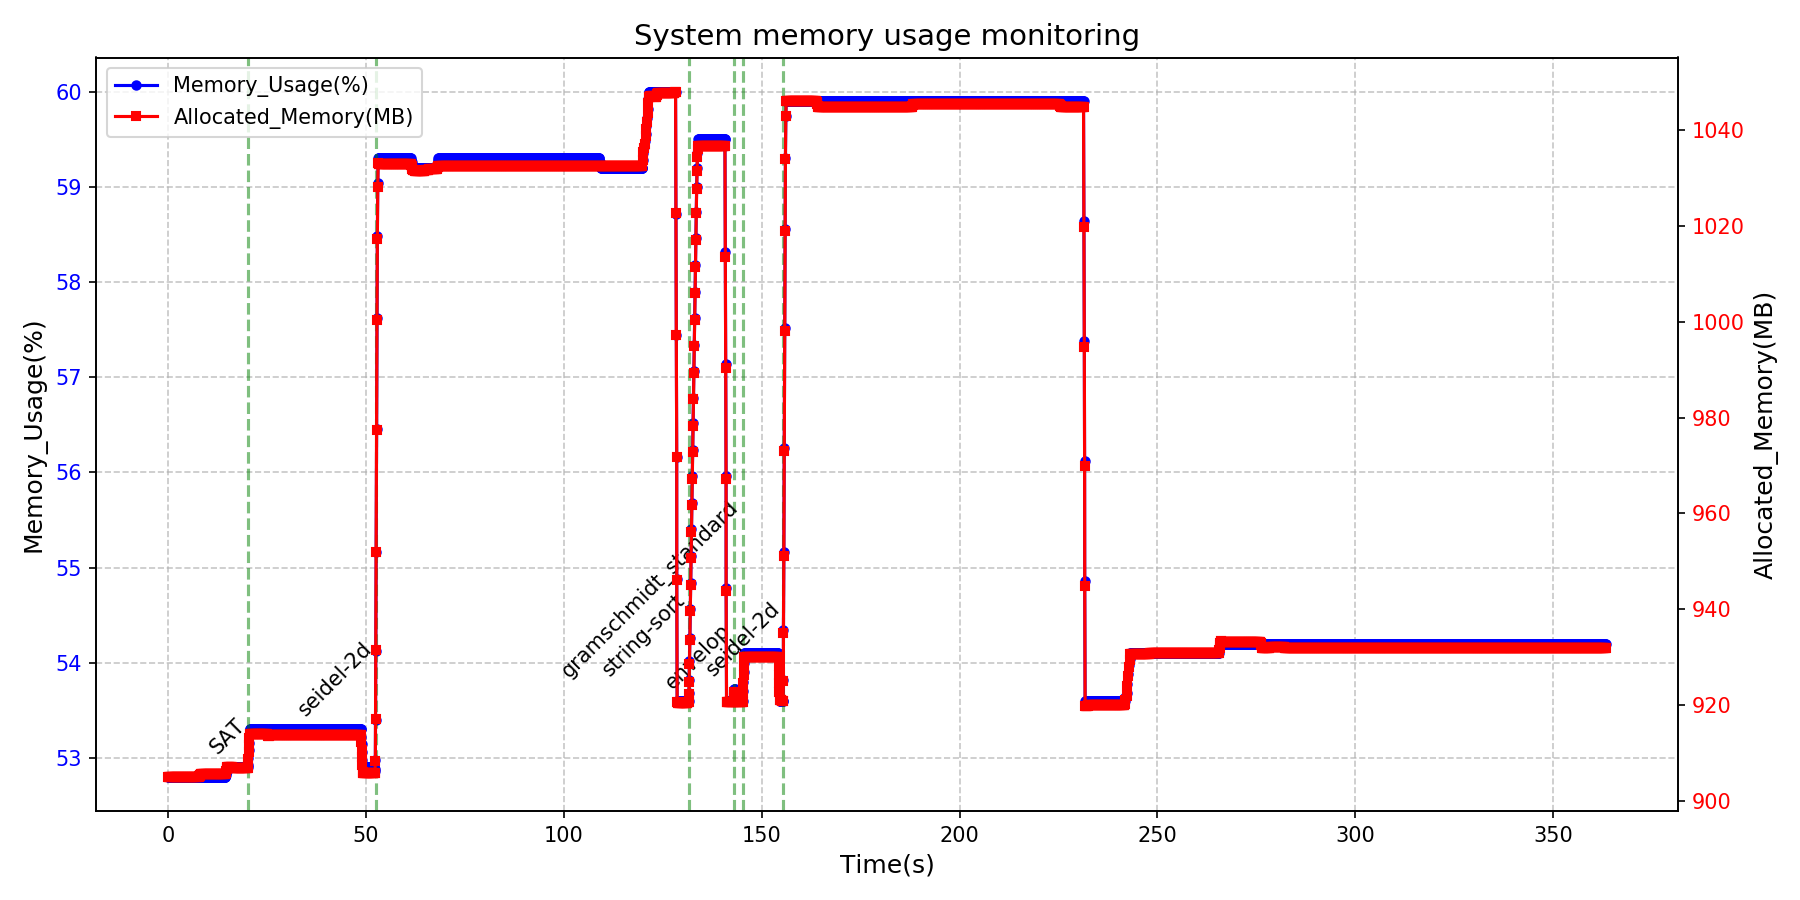 System memory usage monitoring
Memory_Usage(%)
Allocated_Memory(MB)
60
59
58
57
56
55
54
53
Memory_Usage(%)
1040
1020
1000
980
960
940
920
900
Allocated_Memory(MB)
SAT
seidel-2d
gramschmidt_standard
string-sort
envelop
seidel-2d
0
50
100
150
200
250
300
350
Time(s)